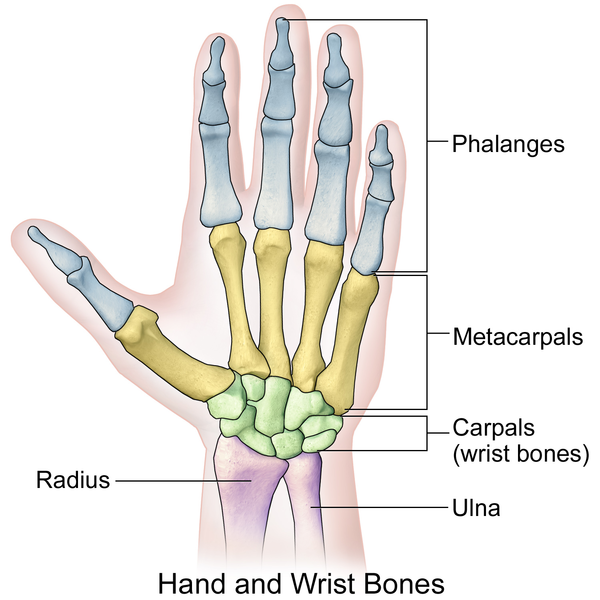 Phalanges
Metacarpals
Carpals
(wrist bones)
Radius
Ulna
Hand and Wrist Bones